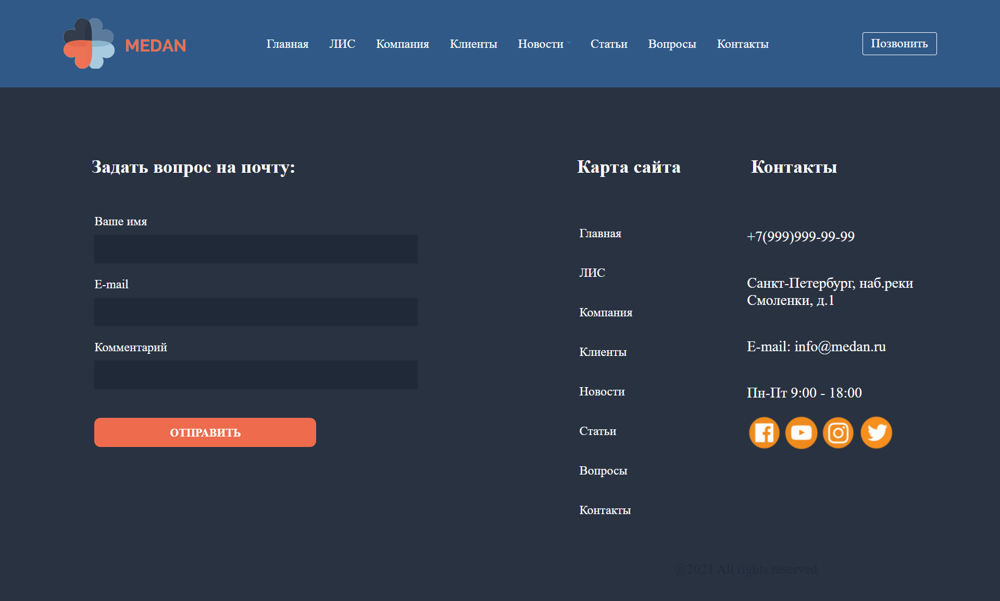 MEDAN
Главная ЛИС Компания Клиенты Новости Статьи Вопросы Контакты
Позвонить
Задать вопрос на почту:
Ваше имя
E-mail
Комментарий
ОТПРАВИТЬ
Карта сайта
Главная
ЛИС
Компания
Клиенты
Новости
Статьи
Вопросы
Контакты
Контакты
+7(999)999-99-99
Санкт-Петербург, наб.реки
Смоленки, д.1
E-mail: info@medan.ru
Пн-Пт 9:00 - 18:00
@2021 All rights reserved